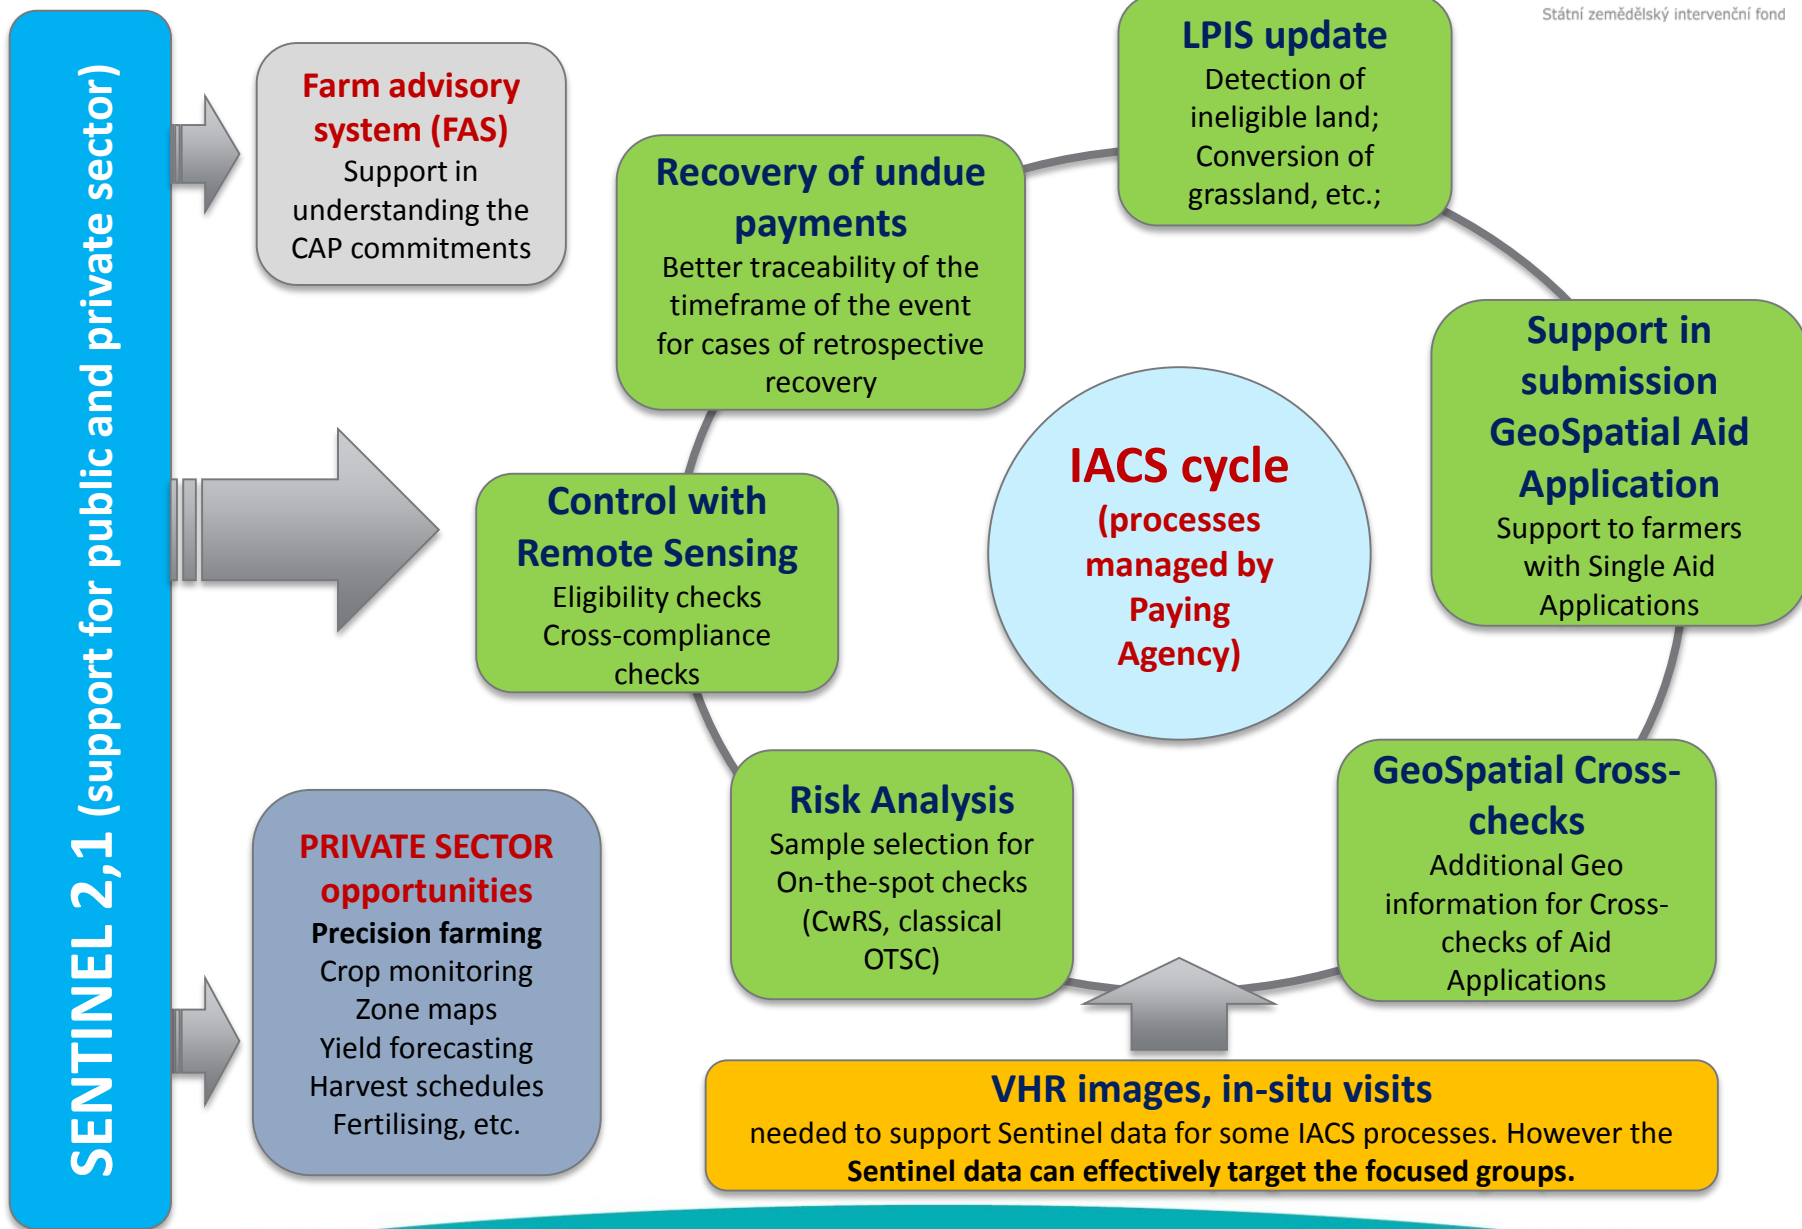 Státní zemědělský intervenční fond
SENTINEL 2,1 (support for public and private sector)
Farm advisory
system (FAS)
Support in
understanding the
CAP commitments
Recovery of undue
payments
Better traceability of the
timeframe of the event
for cases of retrospective
recovery
LPIS update
Detection of
ineligible land;
Conversion of
grassland, etc.;
Support in
submission
GeoSpatial Aid
Application
Support to farmers
with Single Aid
Applications
IACS cycle
(processes
managed by
Paying
Agency)
Control with
Remote Sensing
Eligibility checks
Cross-compliance
checks
Risk Analysis
Sample selection for
On-the-spot checks
(CwRS, classical
OTSC)
GeoSpatial Cross-
checks
Additional Geo
information for Cross-
checks of Aid
Applications
PRIVATE SECTOR
opportunities
Precision farming
Crop monitoring
Zone maps
Yield forecasting
Harvest schedules
Fertilising, etc.
VHR images, in-situ visits
needed to support Sentinel data for some IACS processes. However the
Sentinel data can effectively target the focused groups.